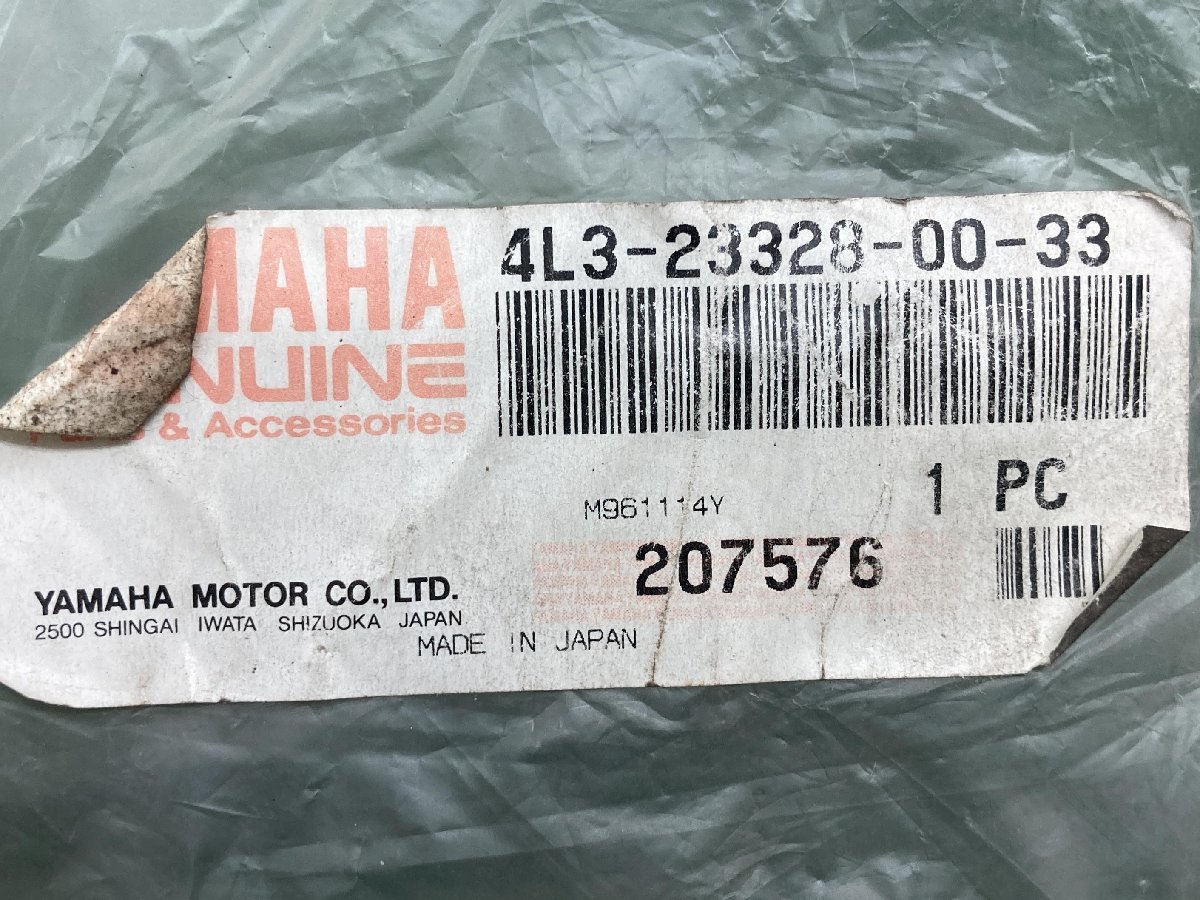 MAHA
NUINE
& Accessories
4L3-23328-00-33
1 PC
M961114Y
207576
YAMAHA MOTOR CO., LTD.
2500 SHINGAI IWATA SHIZUOKA JAPAN
MADE IN JAPAN